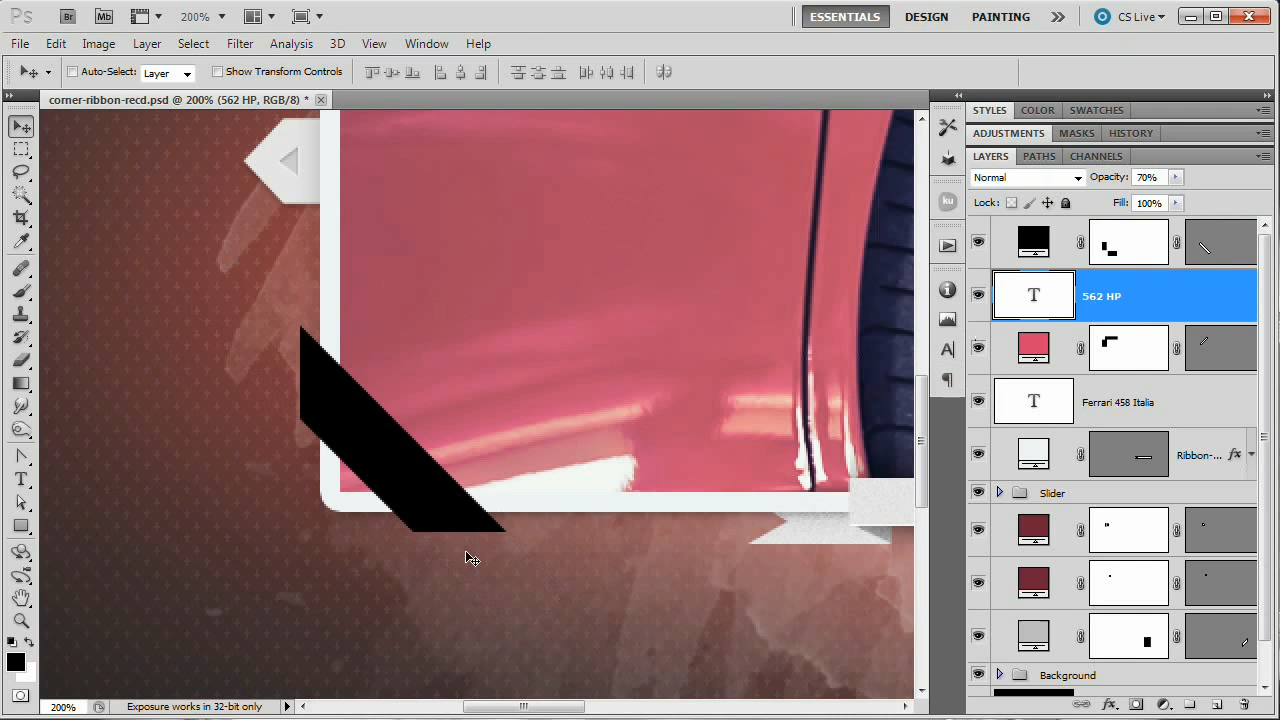 Ps Br Mb 200% ESSENTIALS DESIGN PAINTING CS Live
File Edit Image Layer Select Filter Analysis 3D View Window Help
Auto-Select: Layer Show Transform Controls
corner-ribbon-recd.psd @ 200% (562 HP, RGB/8) *
STYLES COLOR SWATCHES
ADJUSTMENTS MASKS HISTORY
LAYERS PATHS CHANNELS
Normal Opacity: 70%
Lock: Fill: 100%
ku
T 562 HP
T Ferrari 458 Italia
Ribbon-... fx
Slider
Background
200% Exposure works in 32-bit only
fx